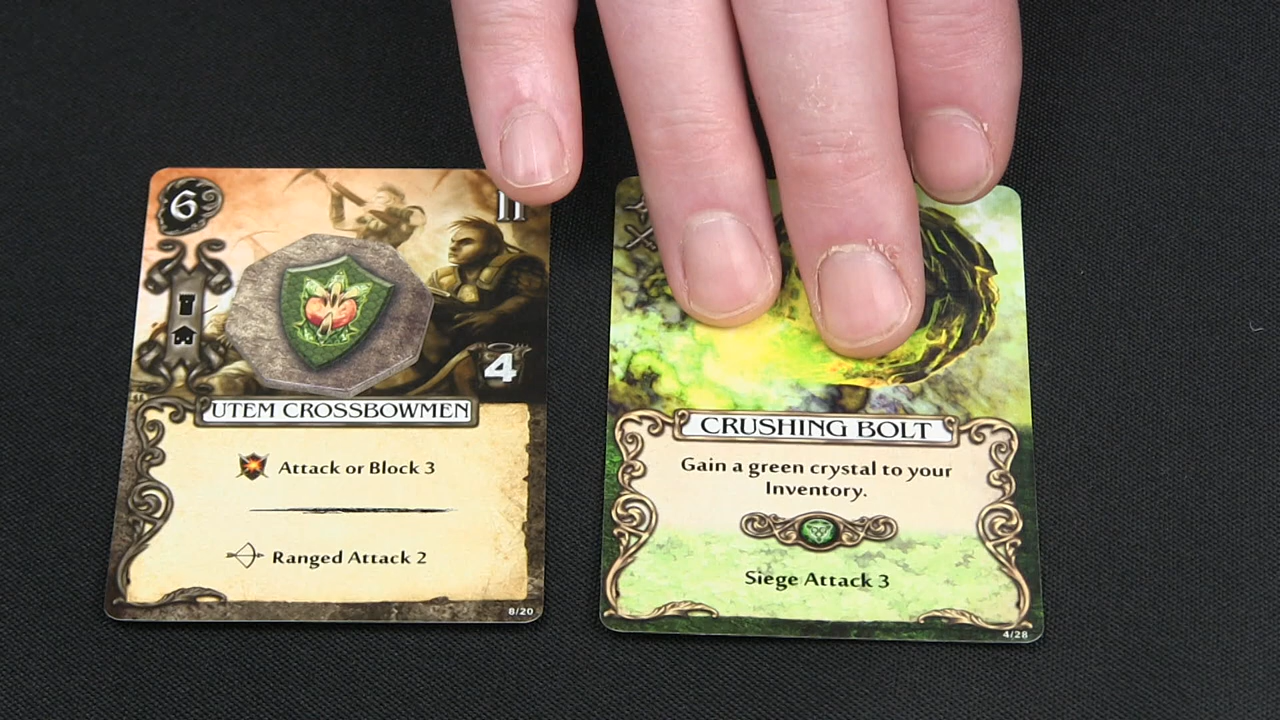 6
II
4
UTEM CROSSBOWMEN
Attack or Block 3
Ranged Attack 2
8/20
CRUSHING BOLT
Gain a green crystal to your
Inventory.
Siege Attack 3
4/28